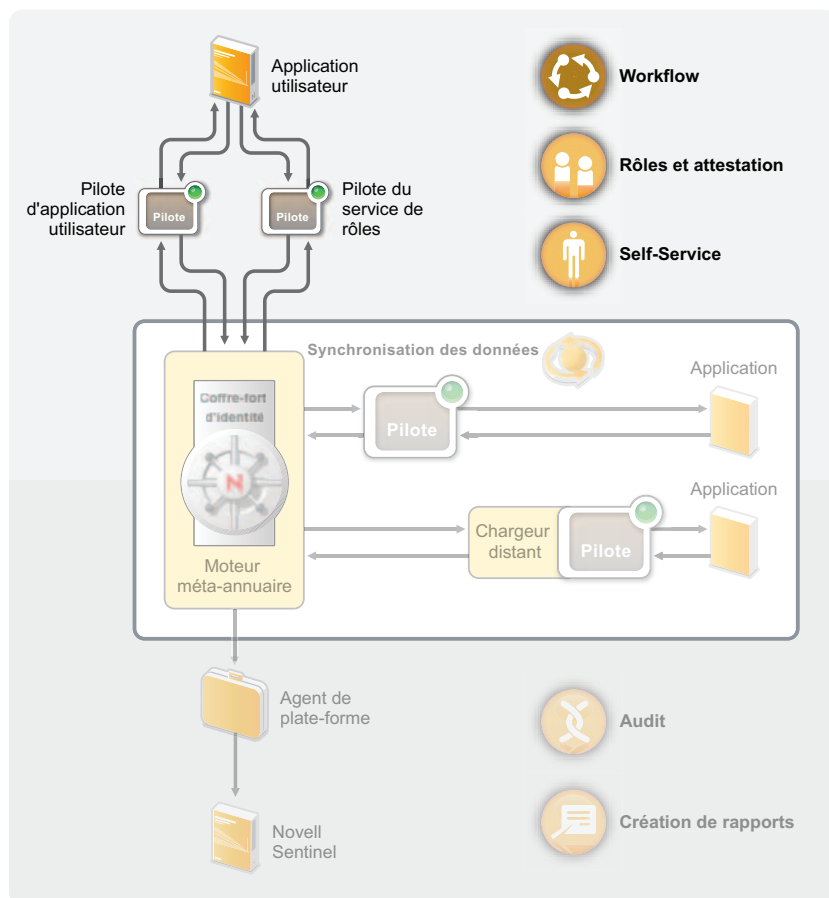 Application
utilisateur
Workflow
Rôles et attestation
Self-Service
Pilote
d'application
utilisateur
Pilote
Pilote
Pilote du
service de
rôles
Synchronisation des données
Application
Coffre-fort
d'identité
N
Pilote
Application
Chargeur
distant
Pilote
Moteur
méta-annuaire
Agent de
plate-forme
Audit
Novell
Sentinel
Création de rapports